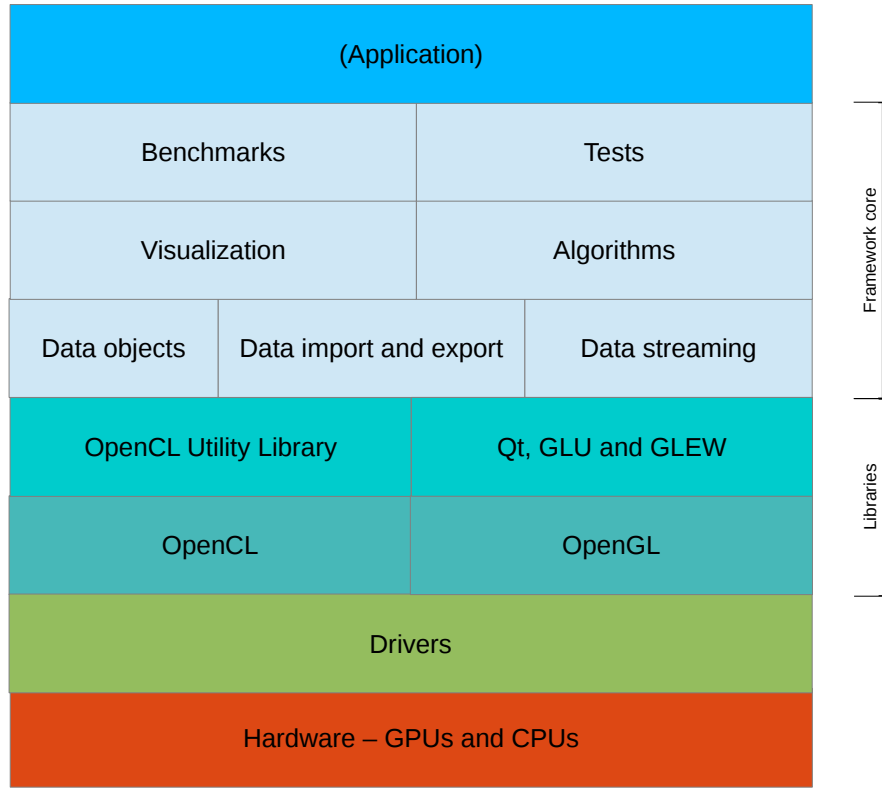 (Application)
Benchmarks
Tests
Visualization
Algorithms
Data objects
Data import and export
Data streaming
OpenCL Utility Library
Qt, GLU and GLEW
OpenCL
OpenGL
Drivers
Hardware – GPUs and CPUs
Framework core
Libraries